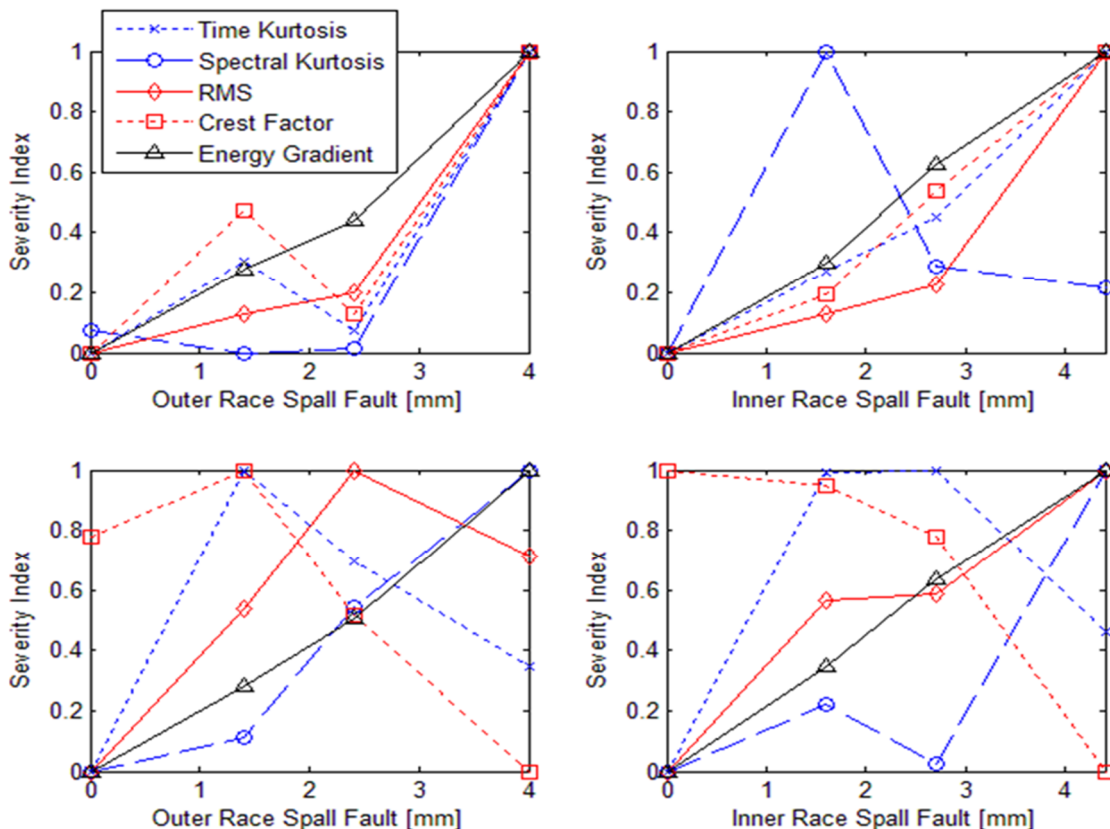 Time Kurtosis
Spectral Kurtosis
RMS
Crest Factor
Energy Gradient
1
0.8
0.6
0.4
0.2
0
Severity Index
0 1 2 3 4
Outer Race Spall Fault [mm]
1
0.8
0.6
0.4
0.2
0
Severity Index
0 1 2 3 4
Inner Race Spall Fault [mm]
1
0.8
0.6
0.4
0.2
0
Severity Index
0 1 2 3 4
Outer Race Spall Fault [mm]
1
0.8
0.6
0.4
0.2
0
Severity Index
0 1 2 3 4
Inner Race Spall Fault [mm]